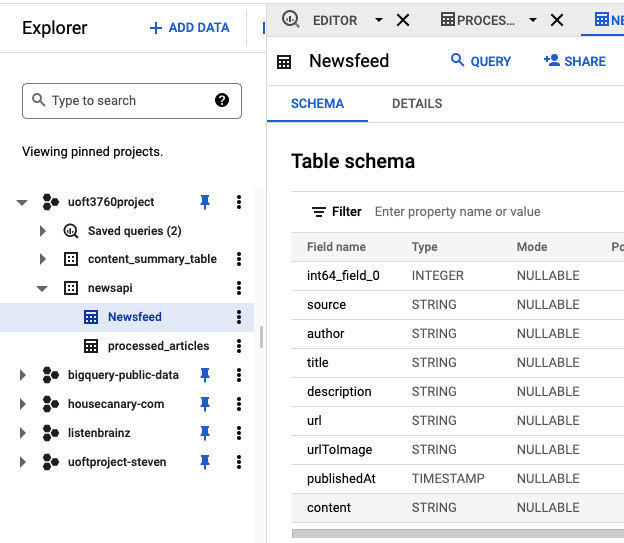 Explorer
+ ADD DATA
Type to search
Viewing pinned projects.
uoft3760project
Saved queries (2)
content_summary_table
newsapi
Newsfeed
processed_articles
bigquery-public-data
housecanary-com
listenbrainz
uoftproject-steven
EDITOR
PROCES...
NE
Newsfeed
QUERY
SHARE
SCHEMA DETAILS
Table schema
Filter Enter property name or value
Field name Type Mode Po
int64_field_0 INTEGER NULLABLE
source STRING NULLABLE
author STRING NULLABLE
title STRING NULLABLE
description STRING NULLABLE
url STRING NULLABLE
urlToImage STRING NULLABLE
publishedAt TIMESTAMP NULLABLE
content STRING NULLABLE